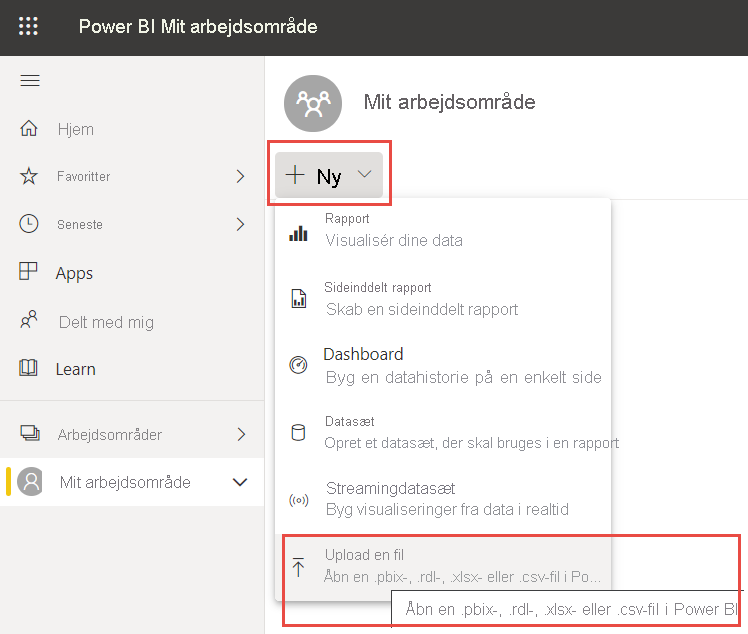 Power BI Mit arbejdsområde
Mit arbejdsområde
Hjem
Favoritter
Seneste
Apps
Delt med mig
Learn
Arbejdsområder
Mit arbejdsområde
Ny
Rapport
Visualisér dine data
Sideinddelt rapport
Skab en sideinddelt rapport
Dashboard
Byg en datahistorie på en enkelt side
Datasæt
Opret et datasæt, der skal bruges i en rapport
Streamingdatasæt
Byg visualiseringer fra data i realtid
Upload en fil
Åbn en .pbix-, .rdl-, .xlsx- eller .csv-fil i Po...
Åbn en .pbix-, .rdl-, .xlsx- eller .csv-fil i Power BI